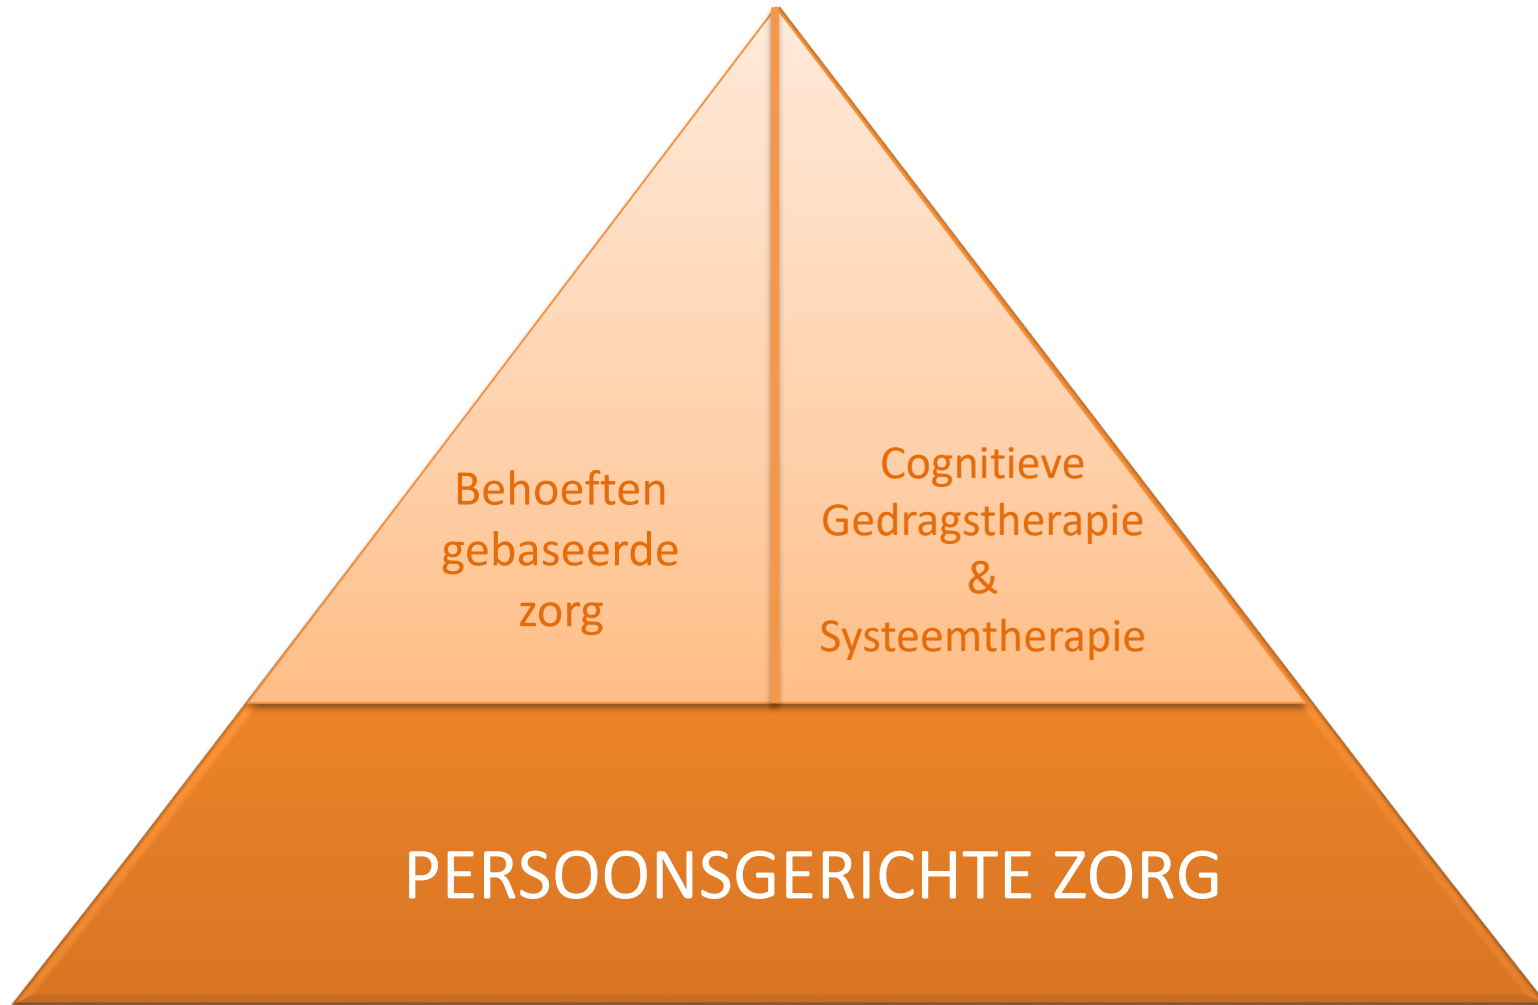 Behoeften
gebaseerde
zorg
Cognitieve
Gedragstherapie
&
Systeemtherapie
PERSOONSGERICHTE ZORG